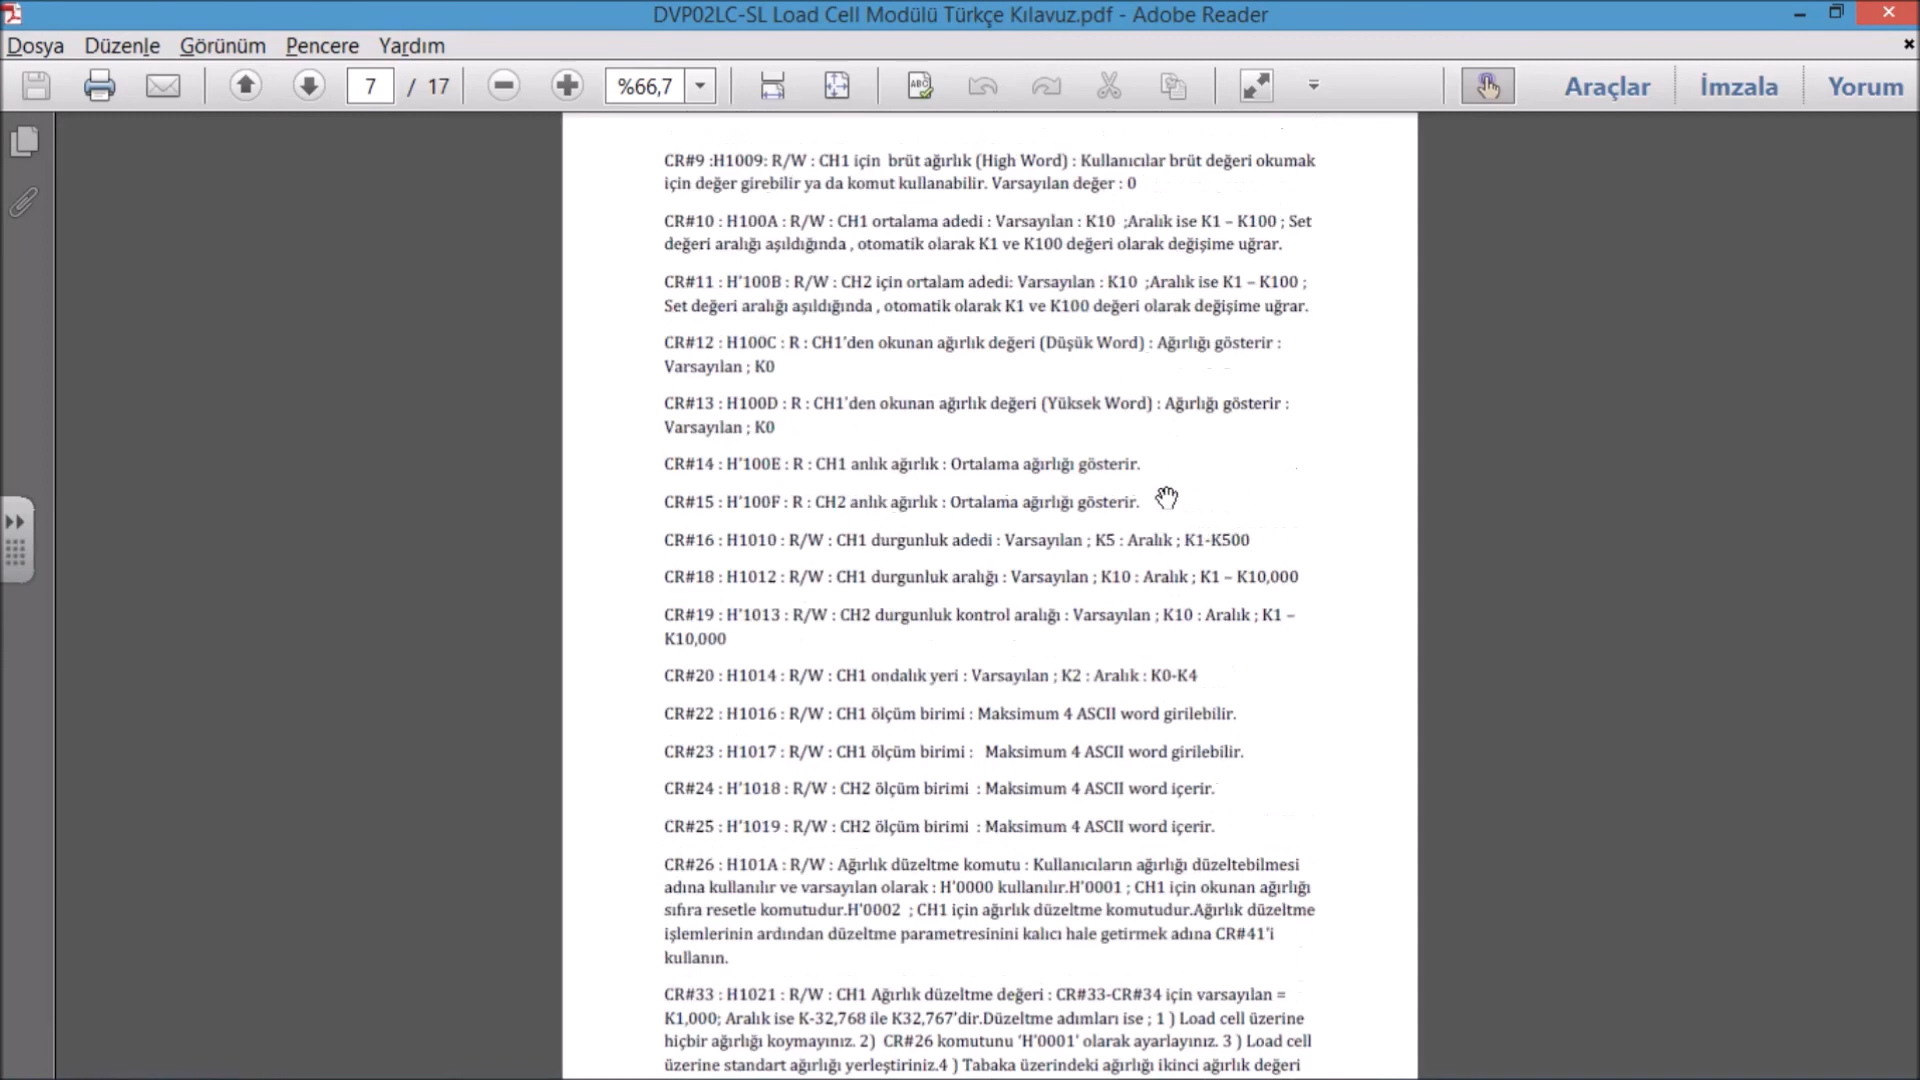 DVP02LC-SL Load Cell Modülü Türkçe Kılavuz.pdf - Adobe Reader
Dosya Düzenle Görünüm Pencere Yardım
7 / 17 %66,7 Araçlar İmzala Yorum
CR#9 :H1009: R/W : CH1 için brüt ağırlık (High Word) : Kullanıcılar brüt değeri okumak
için değer girebilir ya da komut kullanabilir. Varsayılan değer : 0
CR#10 : H100A : R/W : CH1 ortalama adedi : Varsayılan : K10 ;Aralık ise K1 – K100 ; Set
değeri aralığı aşıldığında , otomatik olarak K1 ve K100 değeri olarak değişime uğrar.
CR#11 : H'100B : R/W : CH2 için ortalam adedi: Varsayılan : K10 ;Aralık ise K1 – K100 ;
Set değeri aralığı aşıldığında , otomatik olarak K1 ve K100 değeri olarak değişime uğrar.
CR#12 : H100C : R : CH1'den okunan ağırlık değeri (Düşük Word) : Ağırlığı gösterir :
Varsayılan ; K0
CR#13 : H100D : R : CH1'den okunan ağırlık değeri (Yüksek Word) : Ağırlığı gösterir :
Varsayılan ; K0
CR#14 : H'100E : R : CH1 anlık ağırlık : Ortalama ağırlığı gösterir.
CR#15 : H'100F : R : CH2 anlık ağırlık : Ortalama ağırlığı gösterir.
CR#16 : H1010 : R/W : CH1 durgunluk adedi : Varsayılan ; K5 : Aralık ; K1-K500
CR#18 : H1012 : R/W : CH1 durgunluk aralığı : Varsayılan ; K10 : Aralık ; K1 – K10,000
CR#19 : H'1013 : R/W : CH2 durgunluk kontrol aralığı : Varsayılan ; K10 : Aralık ; K1 –
K10,000
CR#20 : H1014 : R/W : CH1 ondalık yeri : Varsayılan ; K2 : Aralık : K0-K4
CR#22 : H1016 : R/W : CH1 ölçüm birimi : Maksimum 4 ASCII word girilebilir.
CR#23 : H1017 : R/W : CH1 ölçüm birimi : Maksimum 4 ASCII word girilebilir.
CR#24 : H'1018 : R/W : CH2 ölçüm birimi : Maksimum 4 ASCII word içerir.
CR#25 : H'1019 : R/W : CH2 ölçüm birimi : Maksimum 4 ASCII word içerir.
CR#26 : H101A : R/W : Ağırlık düzeltme komutu : Kullanıcıların ağırlığı düzeltebilmesi
adına kullanılır ve varsayılan olarak : H'0000 kullanılır.H'0001 ; CH1 için okunan ağırlığı
sıfıra resetle komutudur.H'0002 ; CH1 için ağırlık düzeltme komutudur.Ağırlık düzeltme
işlemlerinin ardından düzeltme parametresinini kalıcı hale getirmek adına CR#41'i
kullanın.
CR#33 : H1021 : R/W : CH1 Ağırlık düzeltme değeri : CR#33-CR#34 için varsayılan =
K1,000; Aralık ise K-32,768 ile K32,767'dir.Düzeltme adımları ise ; 1 ) Load cell üzerine
hiçbir ağırlığı koymayınız. 2) CR#26 komutunu 'H'0001' olarak ayarlayınız. 3 ) Load cell
üzerine standart ağırlığı yerleştiriniz.4 ) Tabaka üzerindeki ağırlığı ikinci ağırlık değeri